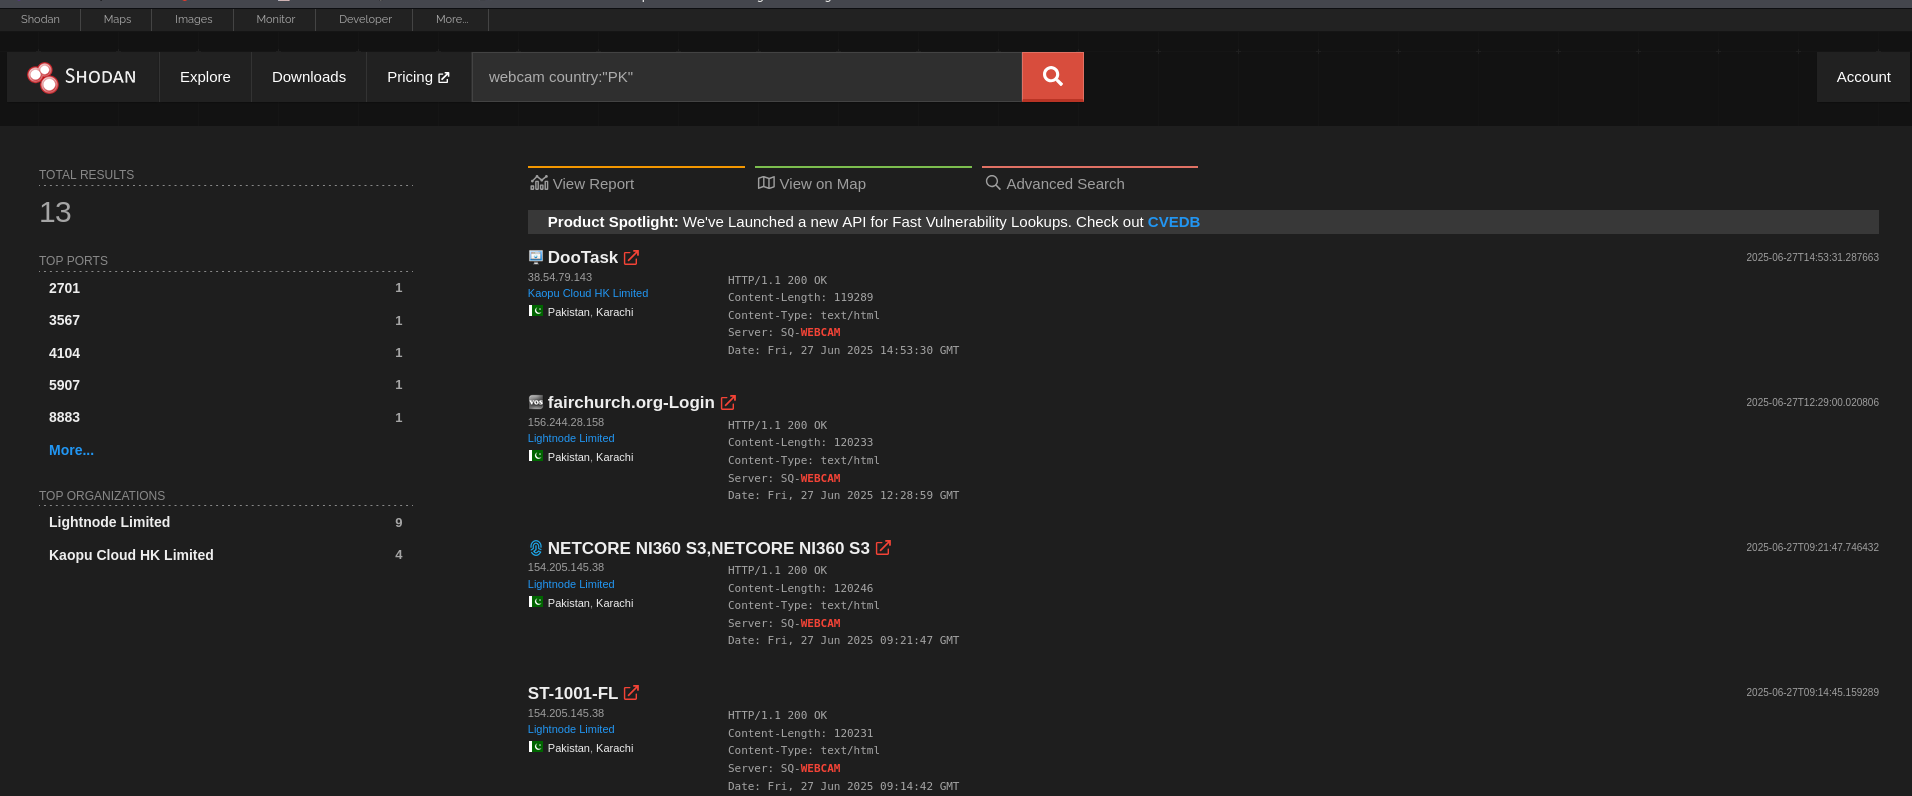 Shodan Maps Images Monitor Developer More...
SHODAN Explore Downloads Pricing webcam country:"PK" Account
TOTAL RESULTS
13
TOP PORTS
2701 1
3567 1
4104 1
5907 1
8883 1
More...
TOP ORGANIZATIONS
Lightnode Limited 9
Kaopu Cloud HK Limited 4
View Report View on Map Advanced Search
Product Spotlight: We've Launched a new API for Fast Vulnerability Lookups. Check out CVEDB
DooTask
2025-06-27T14:53:31.287663
38.54.79.143
Kaopu Cloud HK Limited
Pakistan, Karachi
HTTP/1.1 200 OK
Content-Length: 119289
Content-Type: text/html
Server: SQ-WEBCAM
Date: Fri, 27 Jun 2025 14:53:30 GMT
VOS fairchurch.org-Login
2025-06-27T12:29:00.020806
156.244.28.158
Lightnode Limited
Pakistan, Karachi
HTTP/1.1 200 OK
Content-Length: 120233
Content-Type: text/html
Server: SQ-WEBCAM
Date: Fri, 27 Jun 2025 12:28:59 GMT
NETCORE NI360 S3,NETCORE NI360 S3
2025-06-27T09:21:47.746432
154.205.145.38
Lightnode Limited
Pakistan, Karachi
HTTP/1.1 200 OK
Content-Length: 120246
Content-Type: text/html
Server: SQ-WEBCAM
Date: Fri, 27 Jun 2025 09:21:47 GMT
ST-1001-FL
2025-06-27T09:14:45.159289
154.205.145.38
Lightnode Limited
Pakistan, Karachi
HTTP/1.1 200 OK
Content-Length: 120231
Content-Type: text/html
Server: SQ-WEBCAM
Date: Fri, 27 Jun 2025 09:14:42 GMT